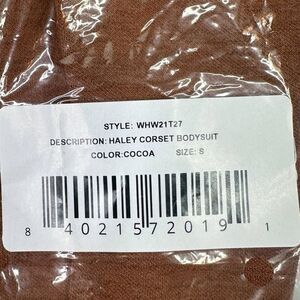 STYLE: WHW21T27
DESCRIPTION: HALEY CORSET BODYSUIT
COLOR:COCOA SIZE: S
8 40215 72019 1